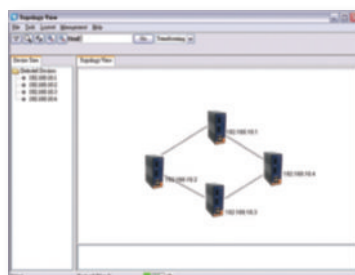 Topology View
File Tools Layout Management Help
Go
Device Tree
Topology View
Detected Devices
192.168.10.1
192.168.10.2
192.168.10.3
192.168.10.4
192.168.10.1
192.168.10.2
192.168.10.4
192.168.10.3